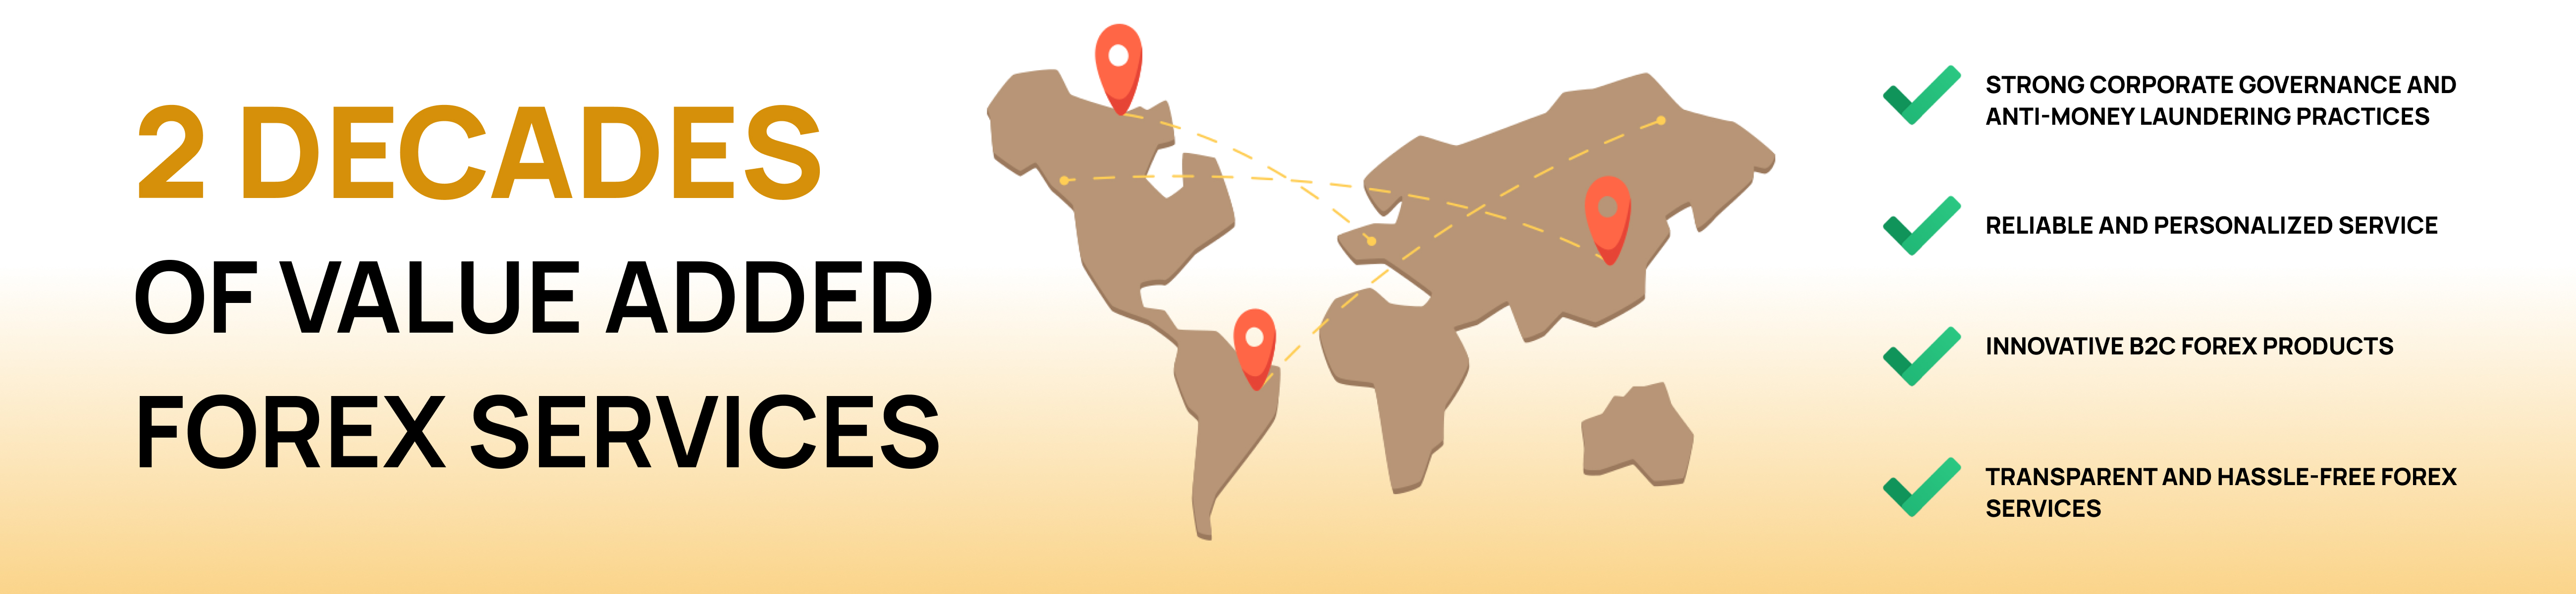 2 DECADES
OF VALUE ADDED
FOREX SERVICES
STRONG CORPORATE GOVERNANCE AND
ANTI-MONEY LAUNDERING PRACTICES
RELIABLE AND PERSONALIZED SERVICE
INNOVATIVE B2C FOREX PRODUCTS
TRANSPARENT AND HASSLE-FREE FOREX
SERVICES